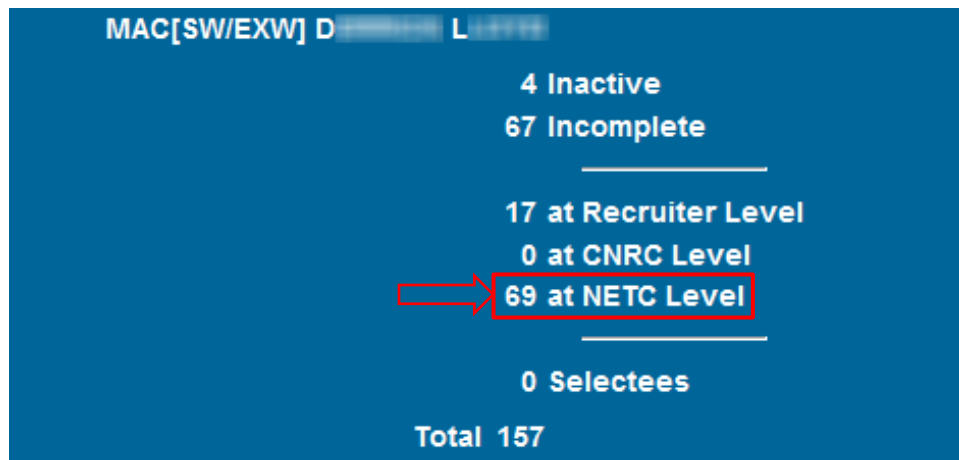 MAC[SW/EXW] D L
4 Inactive
67 Incomplete
17 at Recruiter Level
0 at CNRC Level
69 at NETC Level
0 Selectees
Total 157